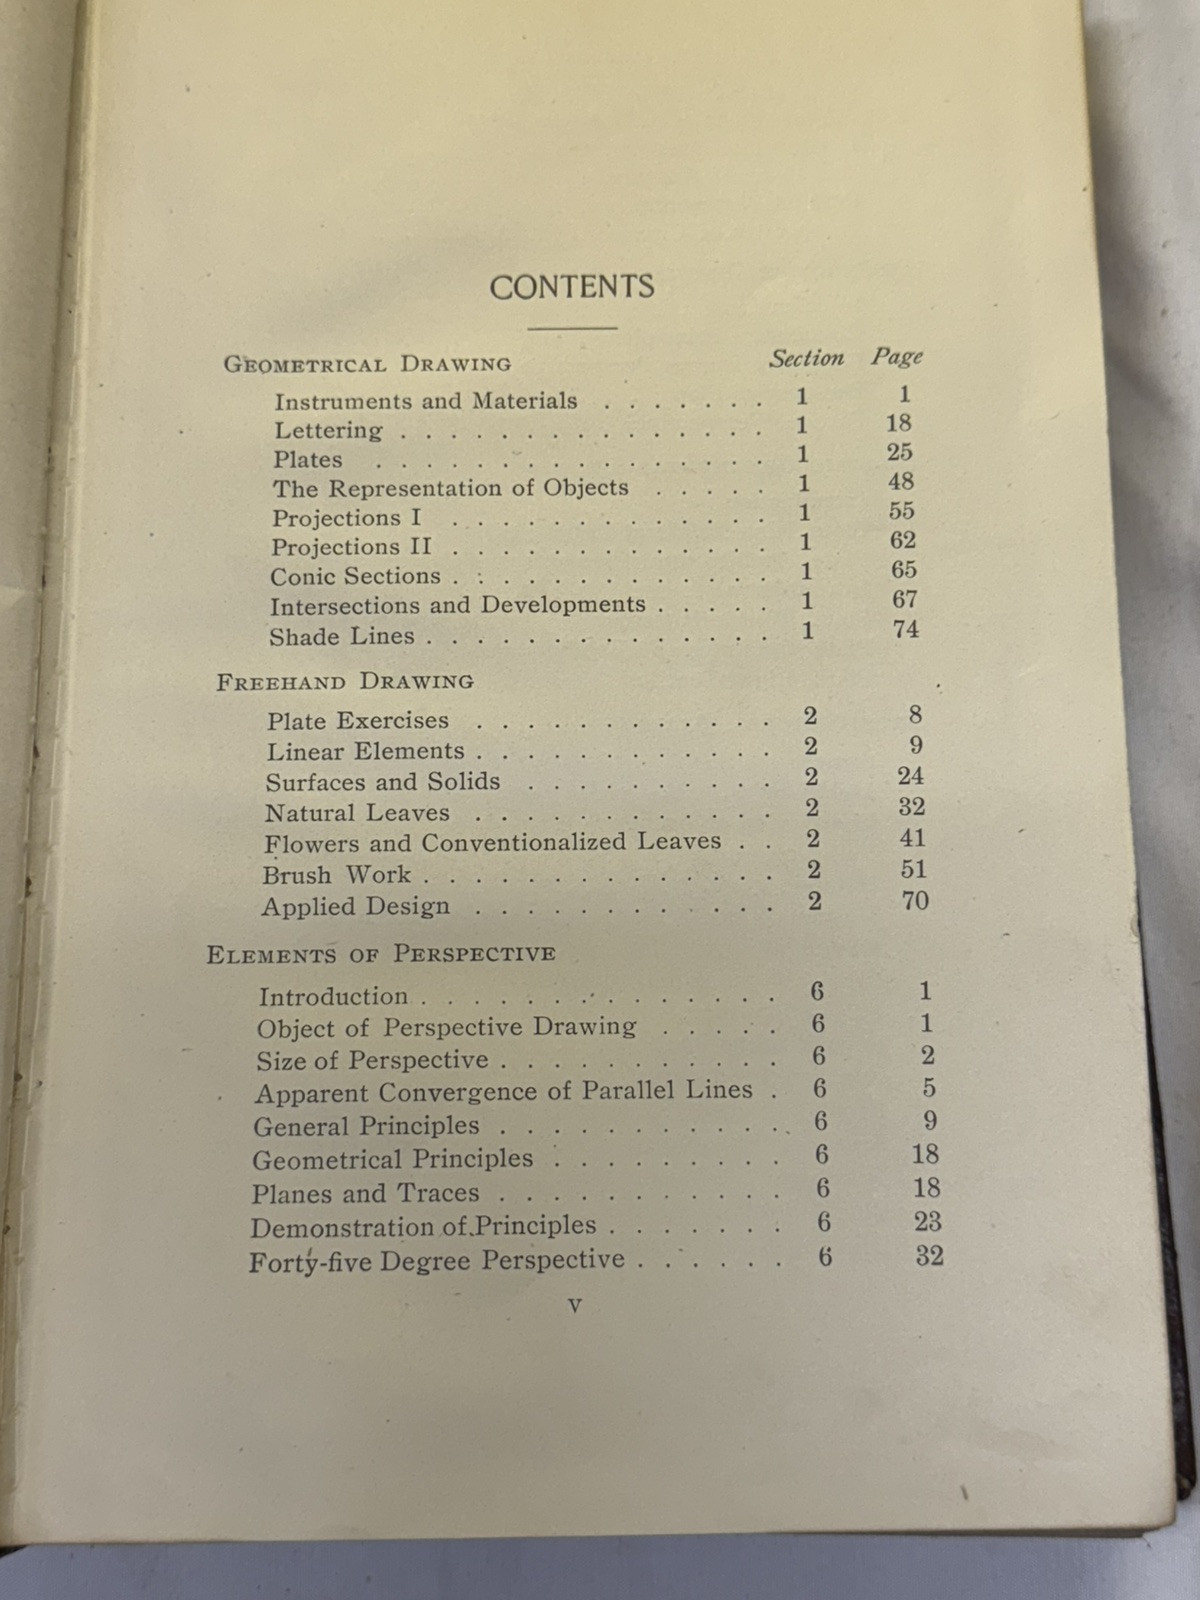 CONTENTS
GEOMETRICAL DRAWING Section Page
Instruments and Materials . . . . . . . 1 1
Lettering . . . . . . . . . . . . . . . 1 18
Plates . . . . . . . . . . . . . . . . 1 25
The Representation of Objects . . . . . 1 48
Projections I . . . . . . . . . . . . . 1 55
Projections II . . . . . . . . . . . . . 1 62
Conic Sections . . . . . . . . . . . . . 1 65
Intersections and Developments . . . . . 1 67
Shade Lines . . . . . . . . . . . . . . 1 74
FREEHAND DRAWING
Plate Exercises . . . . . . . . . . . . 2 8
Linear Elements . . . . . . . . . . . . 2 9
Surfaces and Solids . . . . . . . . . . 2 24
Natural Leaves . . . . . . . . . . . . 2 32
Flowers and Conventionalized Leaves . . 2 41
Brush Work . . . . . . . . . . . . . . 2 51
Applied Design . . . . . . . . . . . . 2 70
ELEMENTS OF PERSPECTIVE
Introduction . . . . . . . . . . . . . . 6 1
Object of Perspective Drawing . . . . . 6 1
Size of Perspective . . . . . . . . . . . 6 2
Apparent Convergence of Parallel Lines . 6 5
General Principles . . . . . . . . . . . 6 9
Geometrical Principles . . . . . . . . . 6 18
Planes and Traces . . . . . . . . . . . 6 18
Demonstration of Principles . . . . . . . 6 23
Forty-five Degree Perspective . . . . . . 6 32
v